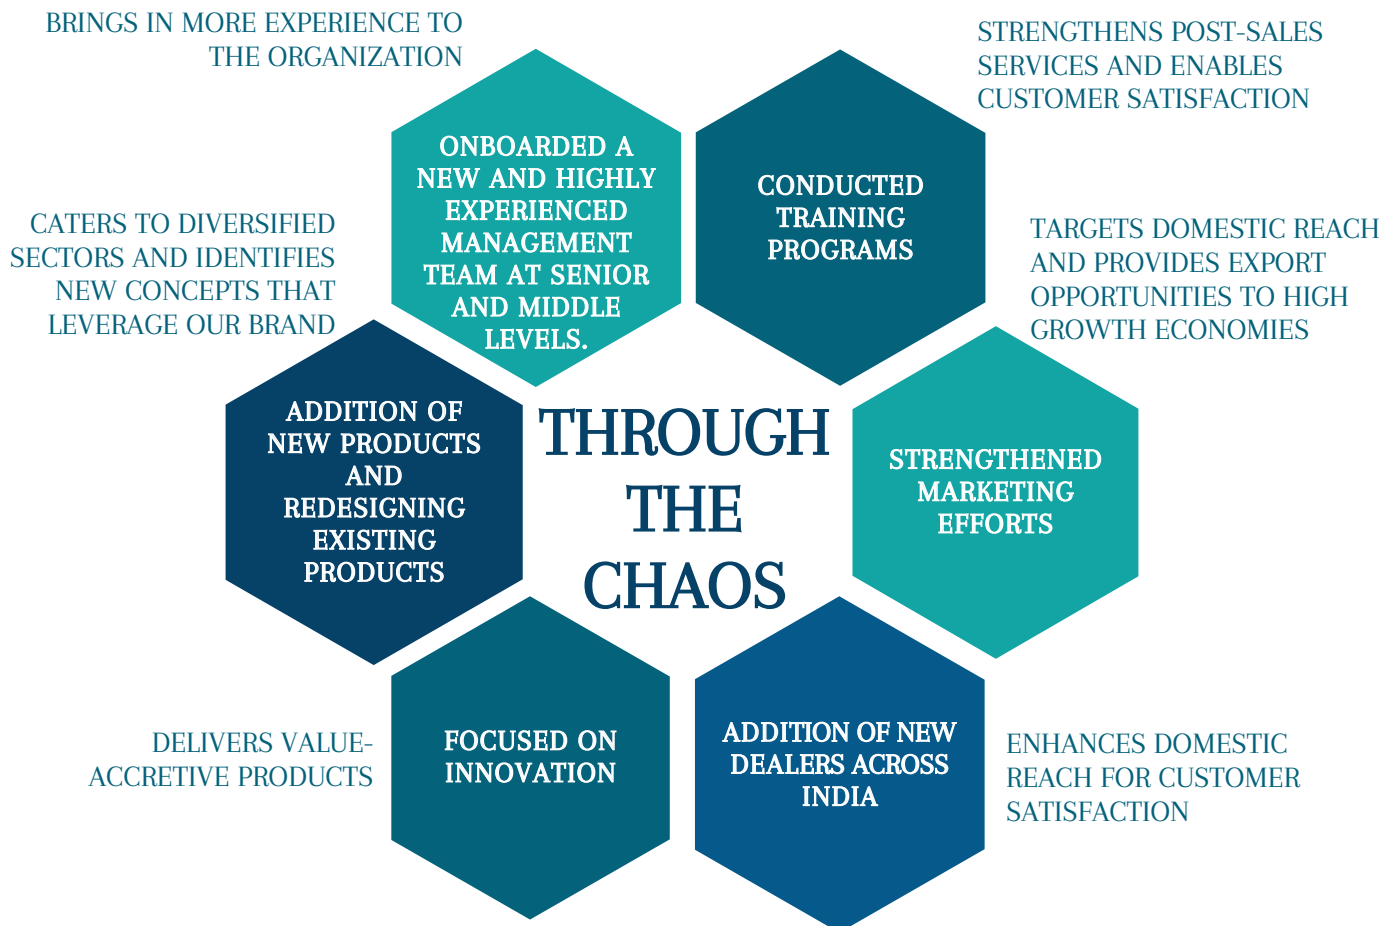 BRINGS IN MORE EXPERIENCE TO
THE ORGANIZATION
ONBOARDED A
NEW AND HIGHLY
EXPERIENCED
MANAGEMENT
TEAM AT SENIOR
AND MIDDLE
LEVELS.
CONDUCTED
TRAINING
PROGRAMS
STRENGTHENS POST-SALES
SERVICES AND ENABLES
CUSTOMER SATISFACTION
CATERS TO DIVERSIFIED
SECTORS AND IDENTIFIES
NEW CONCEPTS THAT
LEVERAGE OUR BRAND
ADDITION OF
NEW PRODUCTS
AND
REDESIGNING
EXISTING
PRODUCTS
THROUGH
THE
CHAOS
STRENGTHENED
MARKETING
EFFORTS
TARGETS DOMESTIC REACH
AND PROVIDES EXPORT
OPPORTUNITIES TO HIGH
GROWTH ECONOMIES
DELIVERS VALUE-
ACCRETIVE PRODUCTS
FOCUSED ON
INNOVATION
ADDITION OF NEW
DEALERS ACROSS
INDIA
ENHANCES DOMESTIC
REACH FOR CUSTOMER
SATISFACTION